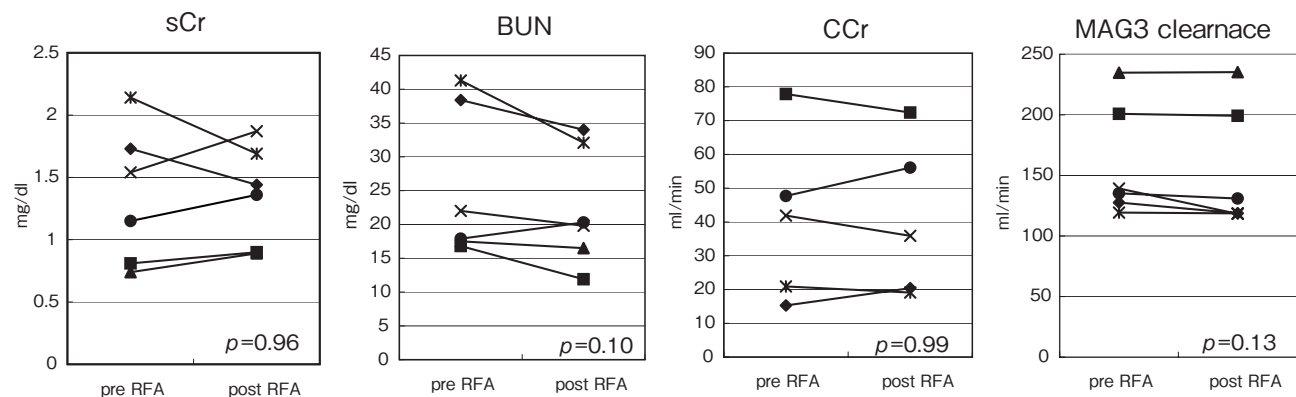 sCr
2.5
2
1.5
1
0.5
0
mg/dl
p=0.96
pre RFA
post RFA
BUN
45
40
35
30
25
20
15
10
5
0
mg/dl
p=0.10
pre RFA
post RFA
CCr
90
80
70
60
50
40
30
20
10
0
ml/min
p=0.99
pre RFA
post RFA
MAG3 clearnace
250
200
150
100
50
0
ml/min
p=0.13
pre RFA
post RFA